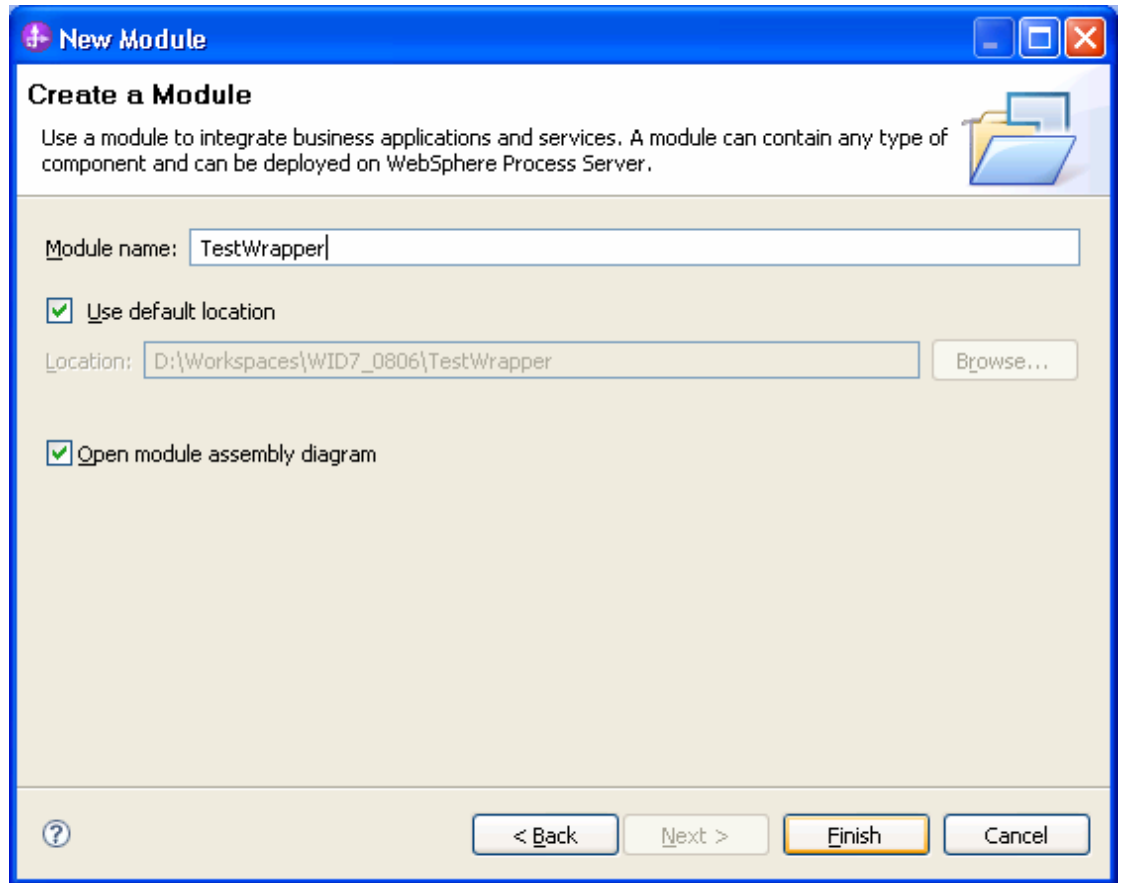 New Module
Create a Module
Use a module to integrate business applications and services. A module can contain any type of
component and can be deployed on WebSphere Process Server.
Module name: TestWrapper
Use default location
Location: D:\Workspaces\WID7_0806\TestWrapper Browse...
Open module assembly diagram
? < Back Next > Finish Cancel